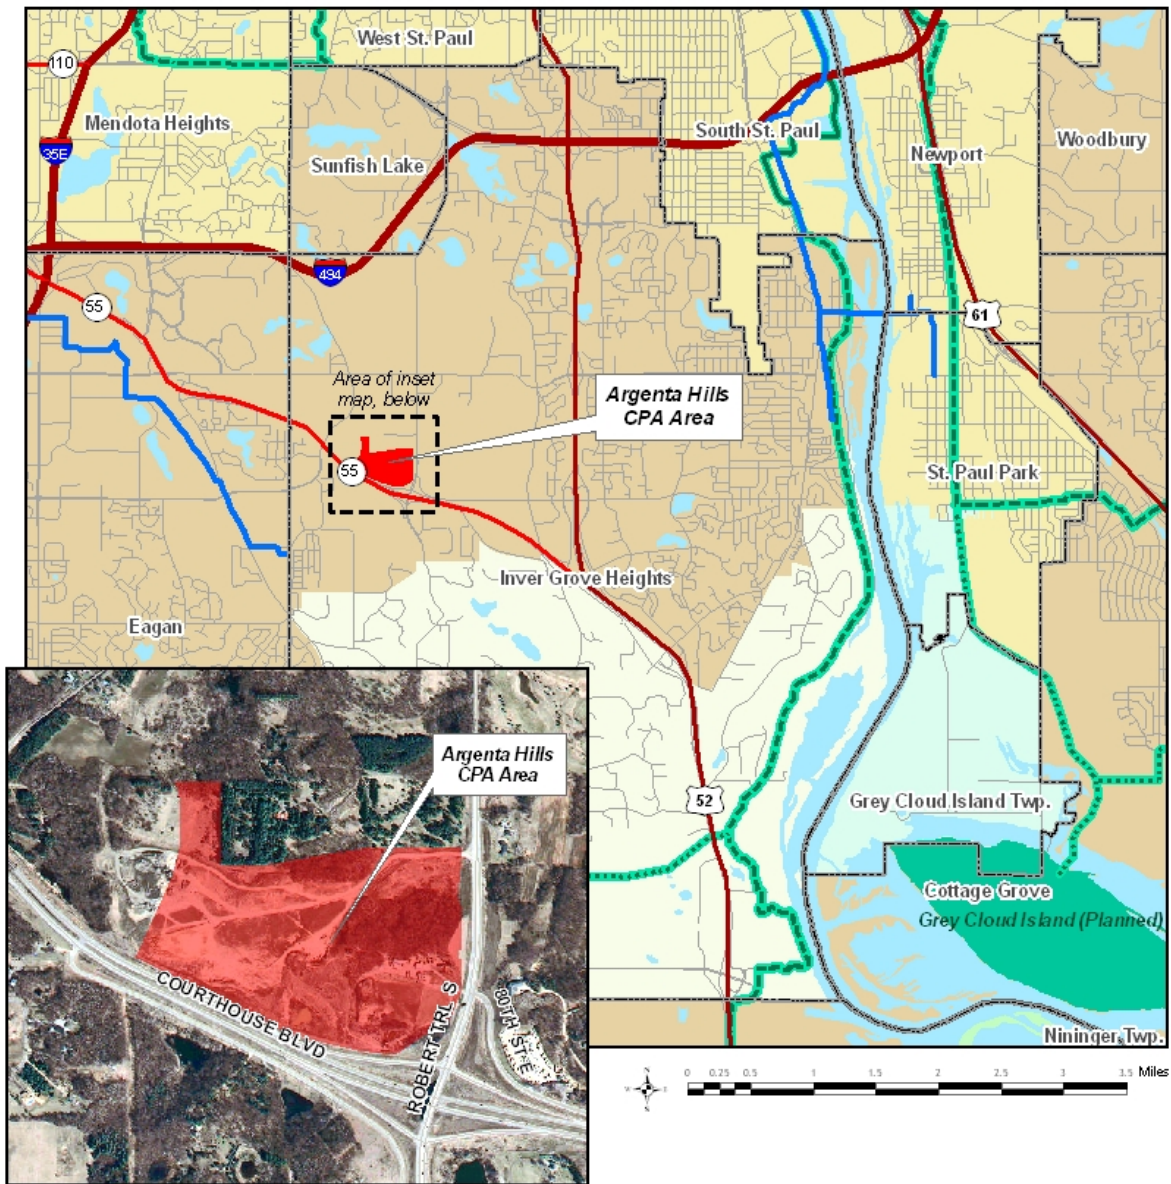 West St. Paul
110
Mendota Heights
35E
Sunfish Lake
South St. Paul
Newport
Woodbury
494
55
61
Area of inset
map, below
Argenta Hills
CPA Area
55
St. Paul Park
Inver Grove Heights
Eagan
Argenta Hills
CPA Area
52
Grey Cloud Island Twp.
Cottage Grove
Grey Cloud Island (Planned)
COURTHOUSE BLVD
ROBERT TRL S
80TH ST E
Nininger Twp.
N
W E
S
0 0.25 0.5 1 1.5 2 2.5 3 3.5 Miles